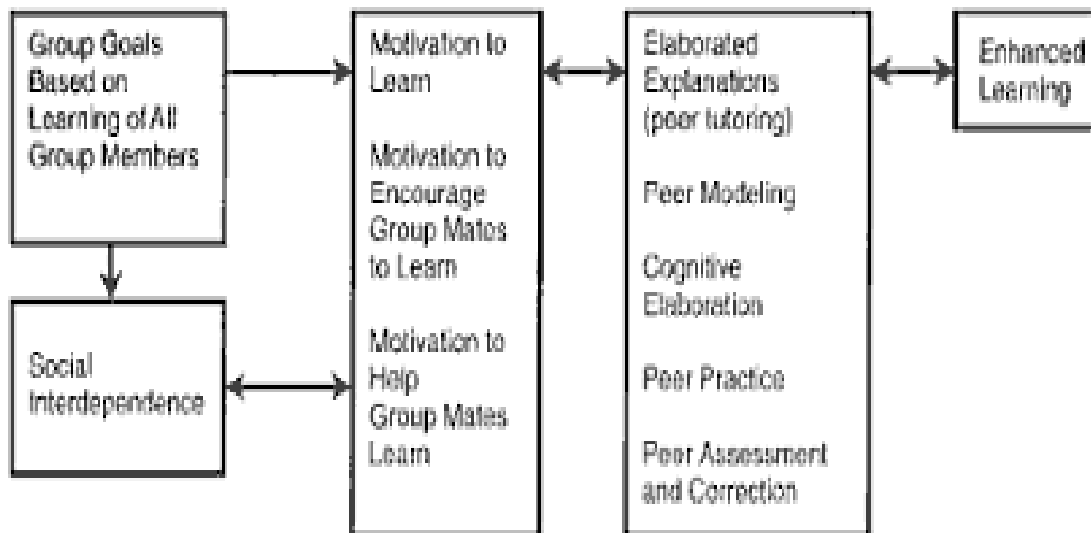 Group Goals
Based on
Learning of All
Group Members
Social
Interdependence
Motivation to
Learn
Motivation to
Encourage
Group Mates
to Learn
Motivation to
Help
Group Mates
Learn
Elaborated
Explanations
(peer tutoring)
Peer Modeling
Cognitive
Elaboration
Peer Practice
Peer Assessment
and Correction
Enhanced
Learning